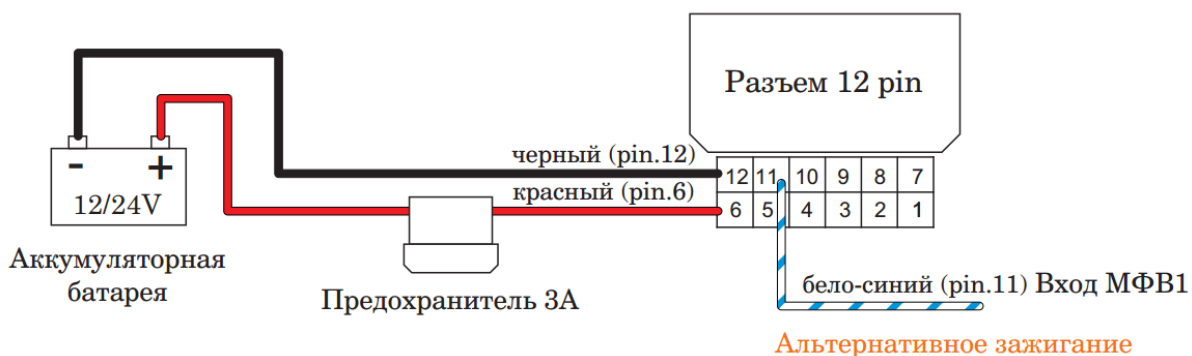 Разъем 12 pin
черный (pin.12)
красный (pin.6)
- +
12/24V
12 11 10 9 8 7
6 5 4 3 2 1
Аккумуляторная
батарея
Предохранитель 3А
бело-синий (pin.11) Вход МФВ1
Альтернативное зажигание